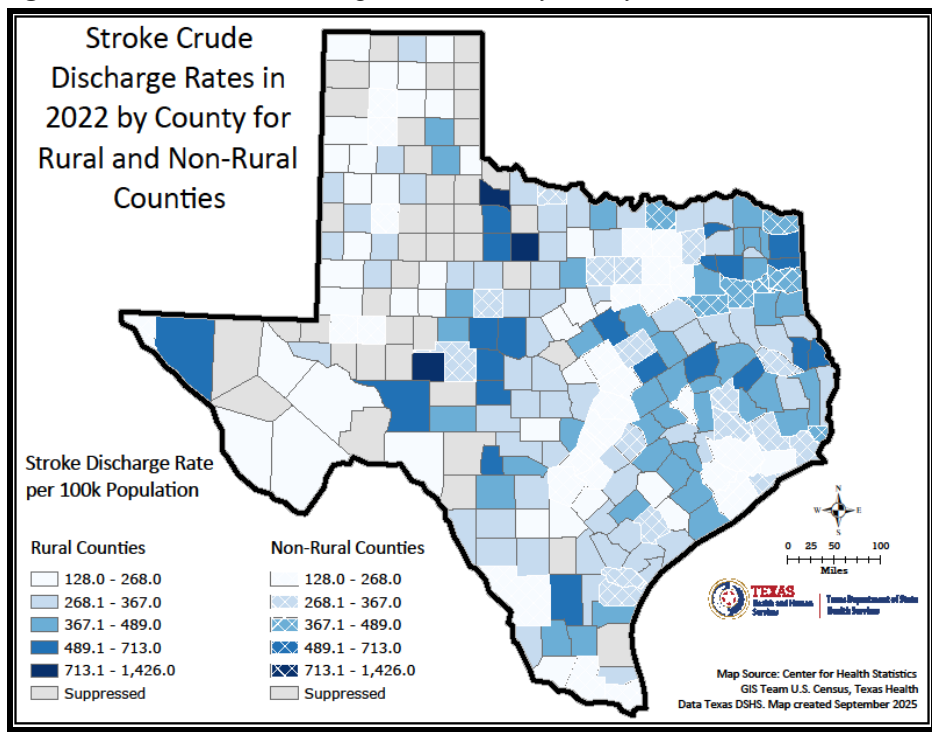 Stroke Crude
Discharge Rates in
2022 by County for
Rural and Non-Rural
Counties
Stroke Discharge Rate
per 100k Population
Rural Counties
128.0 - 268.0
268.1 - 367.0
367.1 - 489.0
489.1 - 713.0
713.1 - 1,426.0
Suppressed
Non-Rural Counties
128.0 - 268.0
268.1 - 367.0
367.1 - 489.0
489.1 - 713.0
713.1 - 1,426.0
Suppressed
N
W E
S
0 25 50 100
Miles
TEXAS
Health and Human
Services
Texas Department of State
Health Services
Map Source: Center for Health Statistics
GIS Team U.S. Census, Texas Health
Data Texas DSHS. Map created September 2025